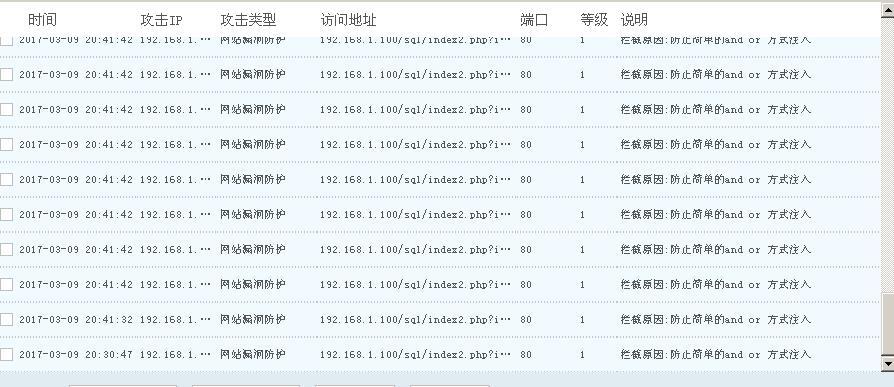 时间 攻击IP 攻击类型 访问地址 端口 等级 说明
2017-03-09 20:41:42 192.168.1.… 网站漏洞防护 192.168.1.100/sql/index2.php?i… 80 1 拦截原因:防止简单的and or 方式注入
2017-03-09 20:41:42 192.168.1.… 网站漏洞防护 192.168.1.100/sql/index2.php?i… 80 1 拦截原因:防止简单的and or 方式注入
2017-03-09 20:41:42 192.168.1.… 网站漏洞防护 192.168.1.100/sql/index2.php?i… 80 1 拦截原因:防止简单的and or 方式注入
2017-03-09 20:41:42 192.168.1.… 网站漏洞防护 192.168.1.100/sql/index2.php?i… 80 1 拦截原因:防止简单的and or 方式注入
2017-03-09 20:41:42 192.168.1.… 网站漏洞防护 192.168.1.100/sql/index2.php?i… 80 1 拦截原因:防止简单的and or 方式注入
2017-03-09 20:41:42 192.168.1.… 网站漏洞防护 192.168.1.100/sql/index2.php?i… 80 1 拦截原因:防止简单的and or 方式注入
2017-03-09 20:41:42 192.168.1.… 网站漏洞防护 192.168.1.100/sql/index2.php?i… 80 1 拦截原因:防止简单的and or 方式注入
2017-03-09 20:41:42 192.168.1.… 网站漏洞防护 192.168.1.100/sql/index2.php?i… 80 1 拦截原因:防止简单的and or 方式注入
2017-03-09 20:41:32 192.168.1.… 网站漏洞防护 192.168.1.100/sql/index2.php?i… 80 1 拦截原因:防止简单的and or 方式注入
2017-03-09 20:30:47 192.168.1.… 网站漏洞防护 192.168.1.100/sql/index2.php?i… 80 1 拦截原因:防止简单的and or 方式注入